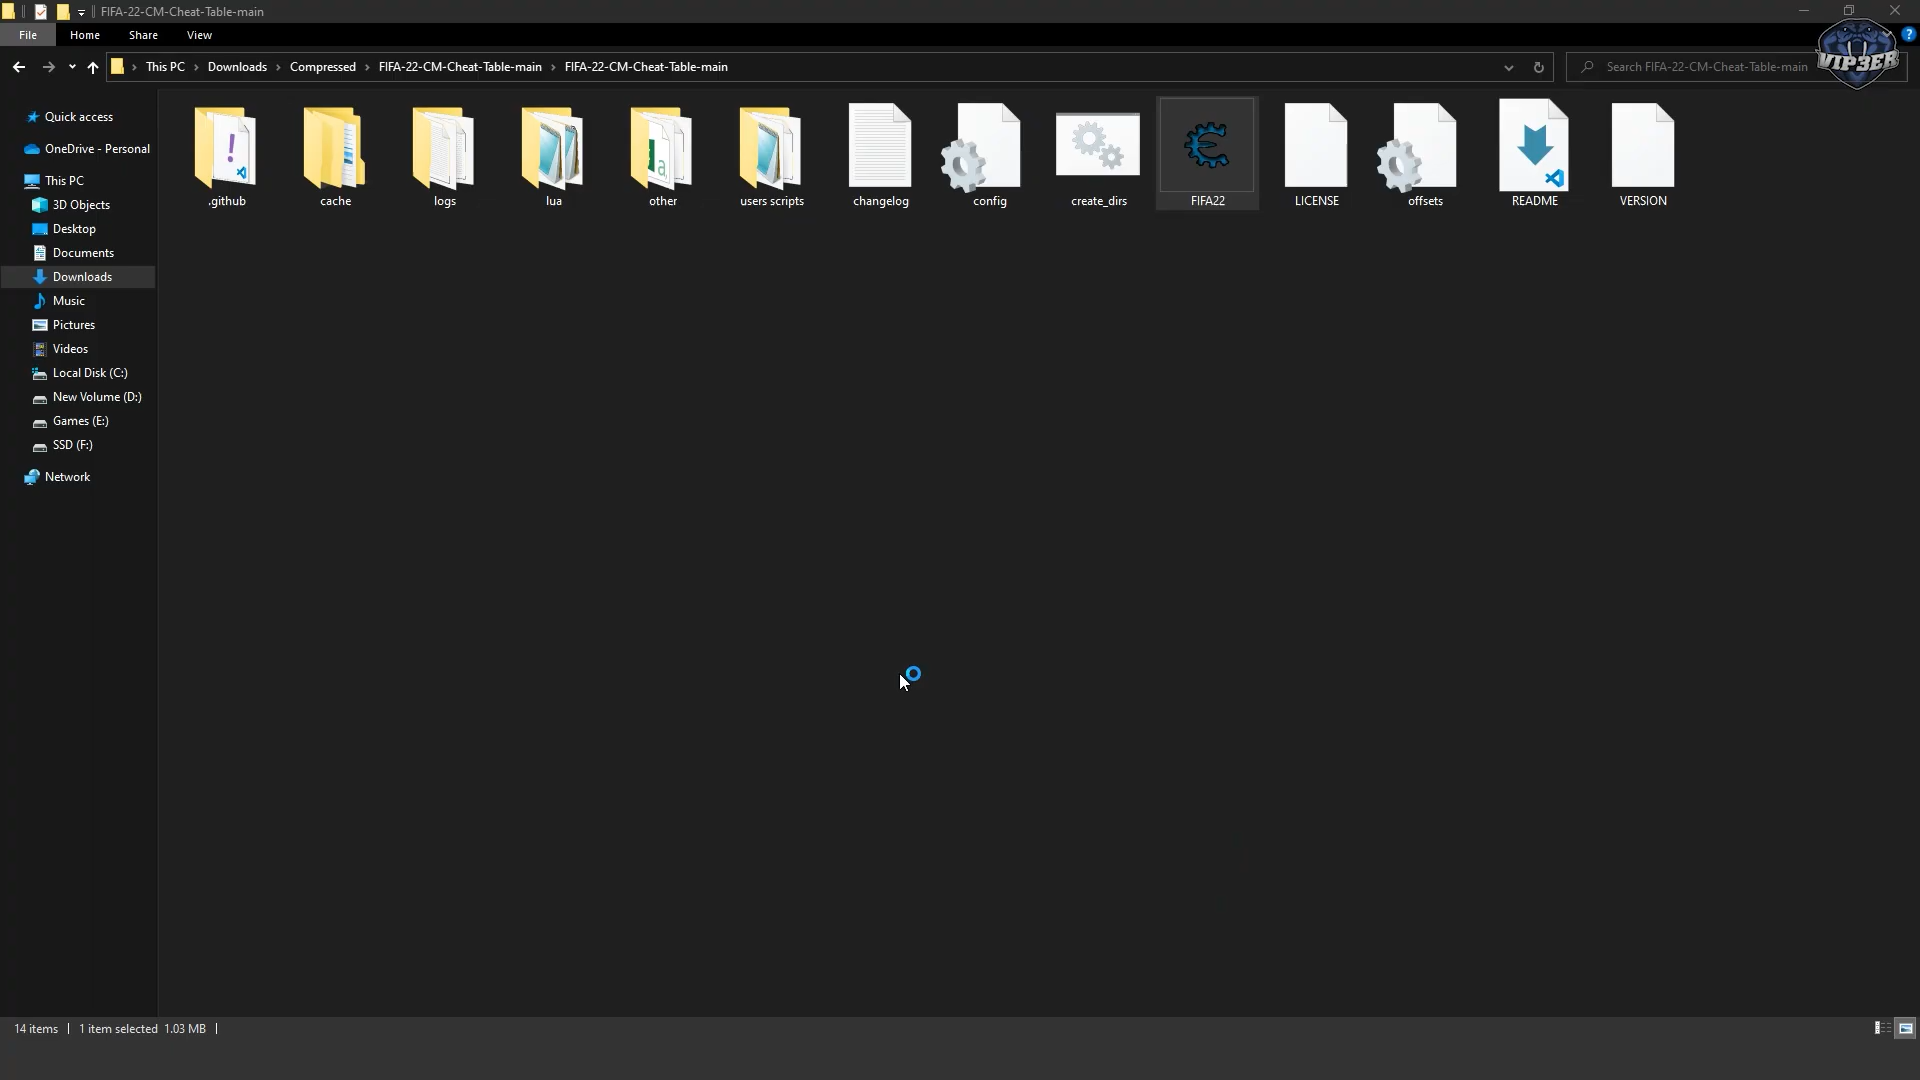 FIFA-22-CM-Cheat-Table-main
File Home Share View
This PC Downloads Compressed FIFA-22-CM-Cheat-Table-main FIFA-22-CM-Cheat-Table-main
Search FIFA-22-CM-Cheat-Table-main
VIP3ER
Quick access
OneDrive - Personal
This PC
3D Objects
Desktop
Documents
Downloads
Music
Pictures
Videos
Local Disk (C:)
New Volume (D:)
Games (E:)
SSD (F:)
Network
.github cache logs lua other users scripts changelog config create_dirs FIFA22 LICENSE offsets README VERSION
14 items 1 item selected 1.03 MB